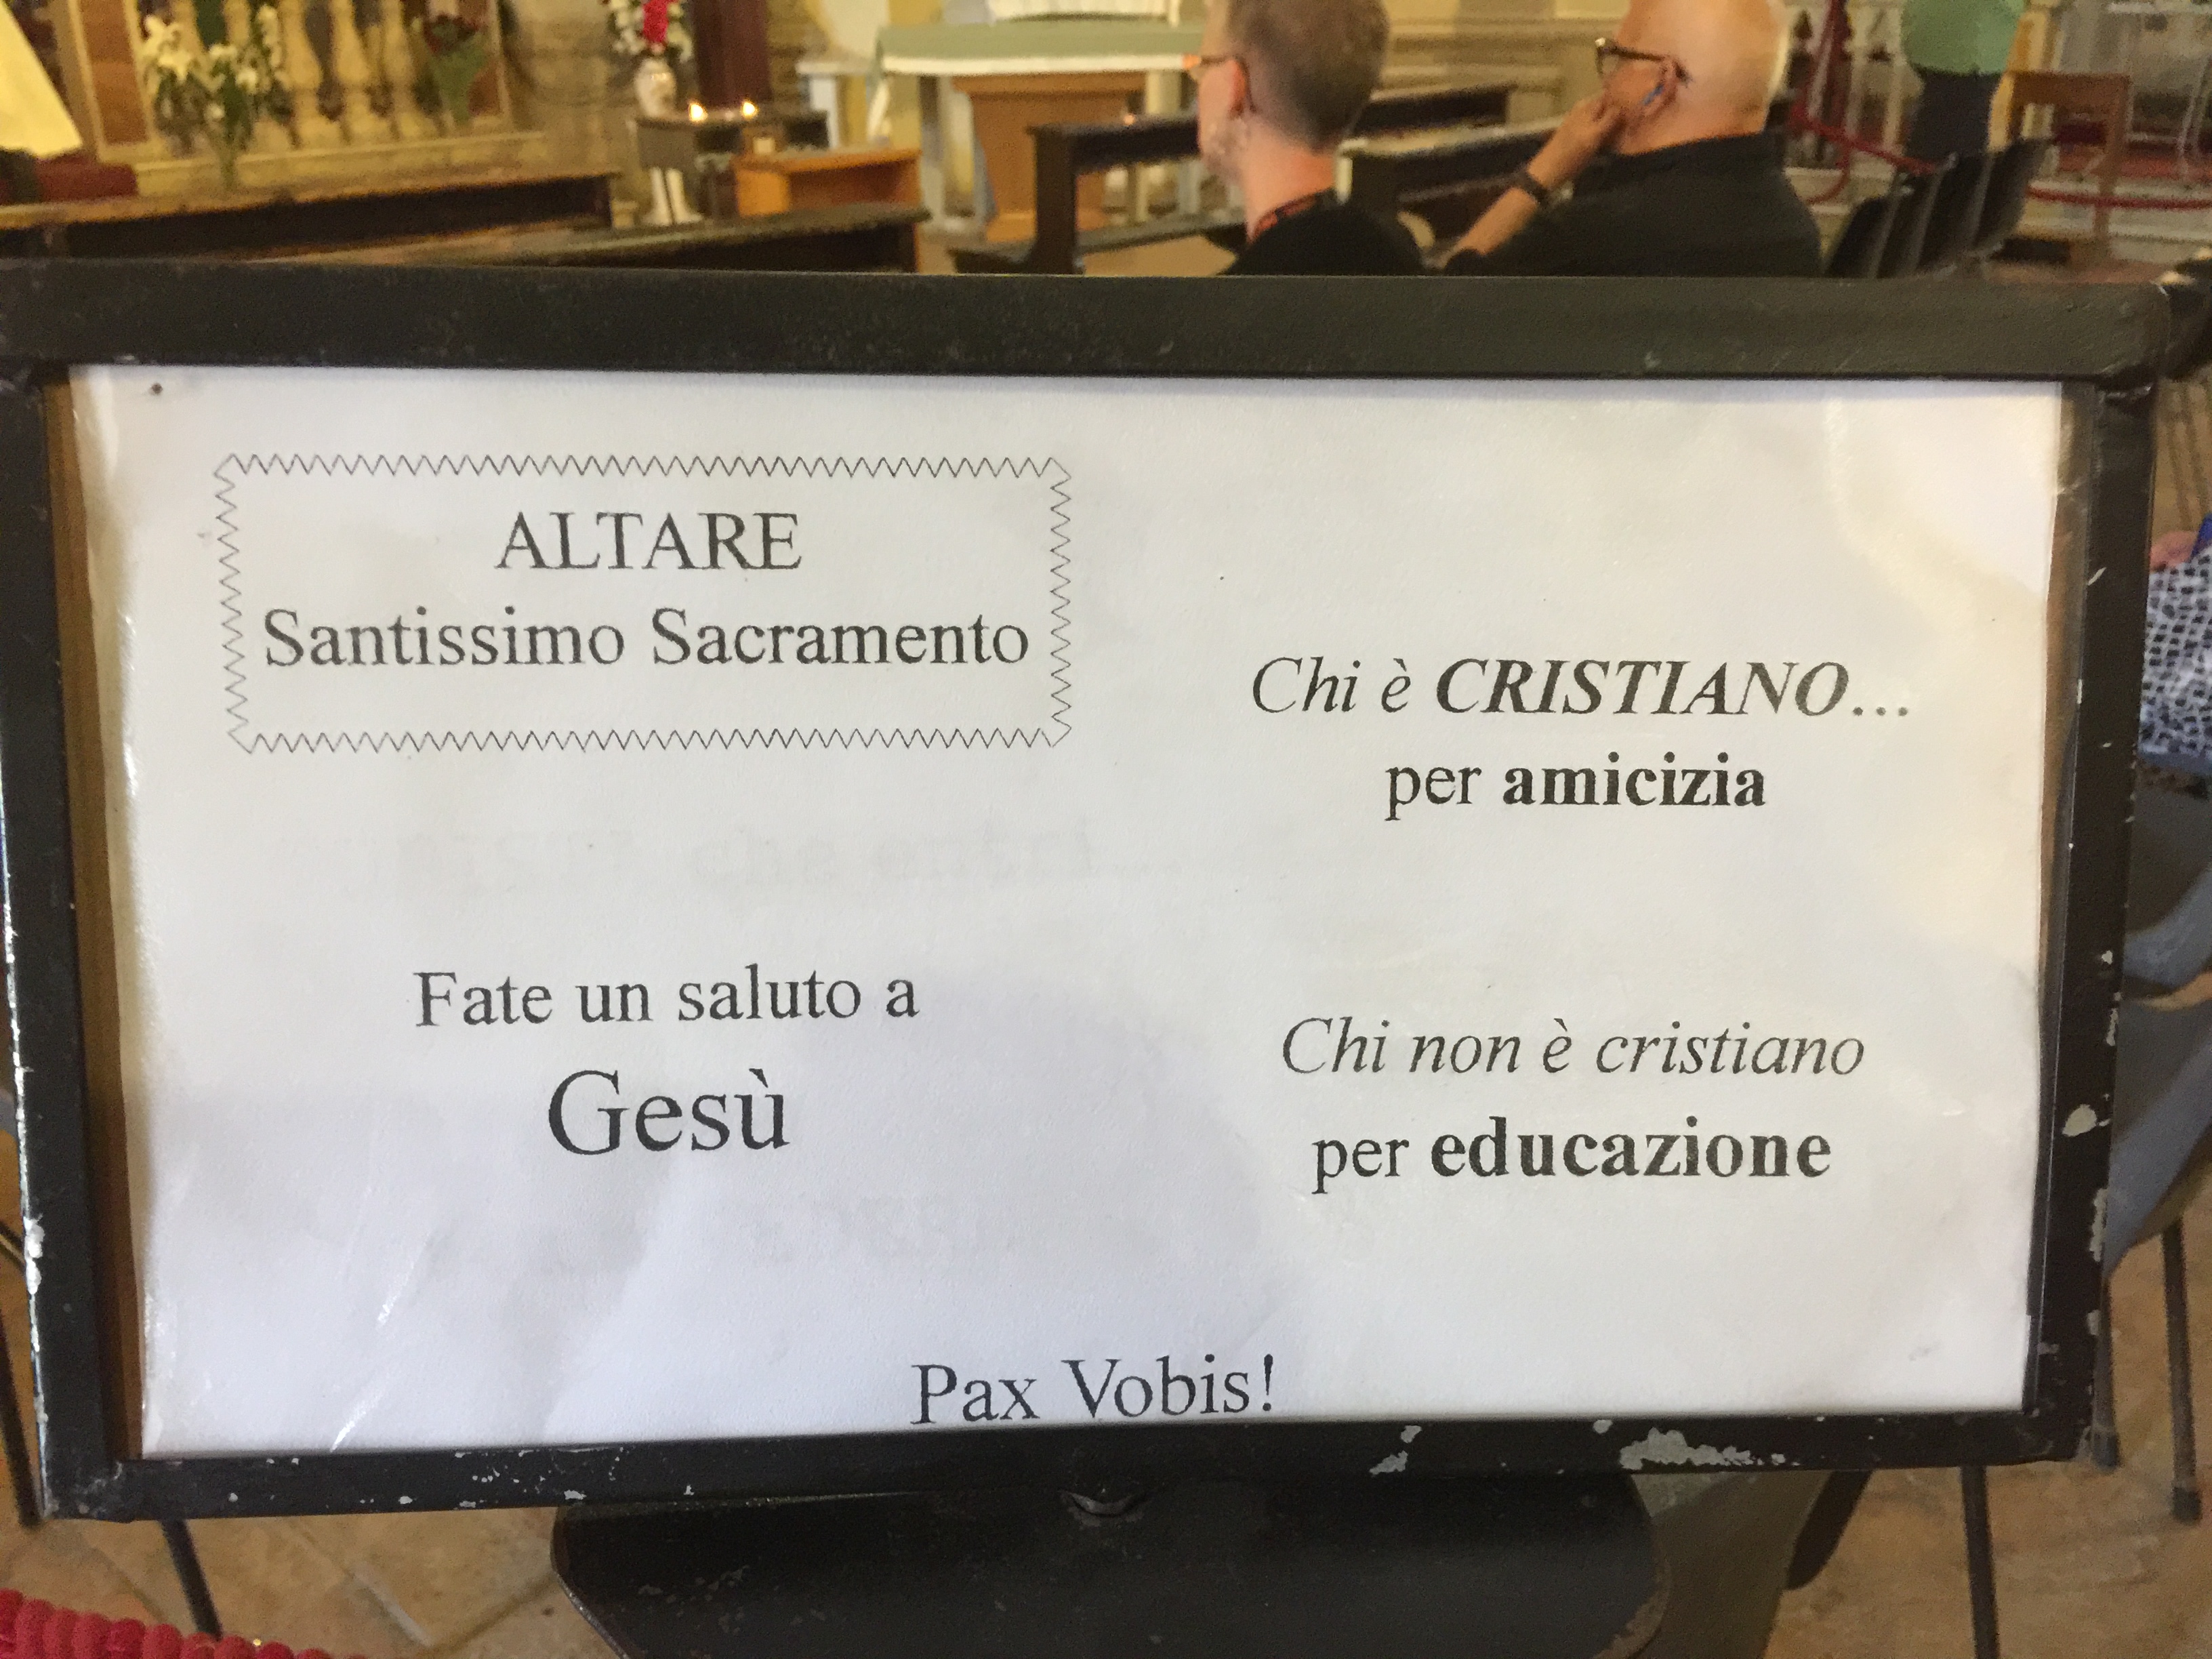 ALTARE
Santissimo Sacramento
Fate un saluto a
Gesù
Chi è CRISTIANO...
per amicizia
Chi non è cristiano
per educazione
Pax Vobis!